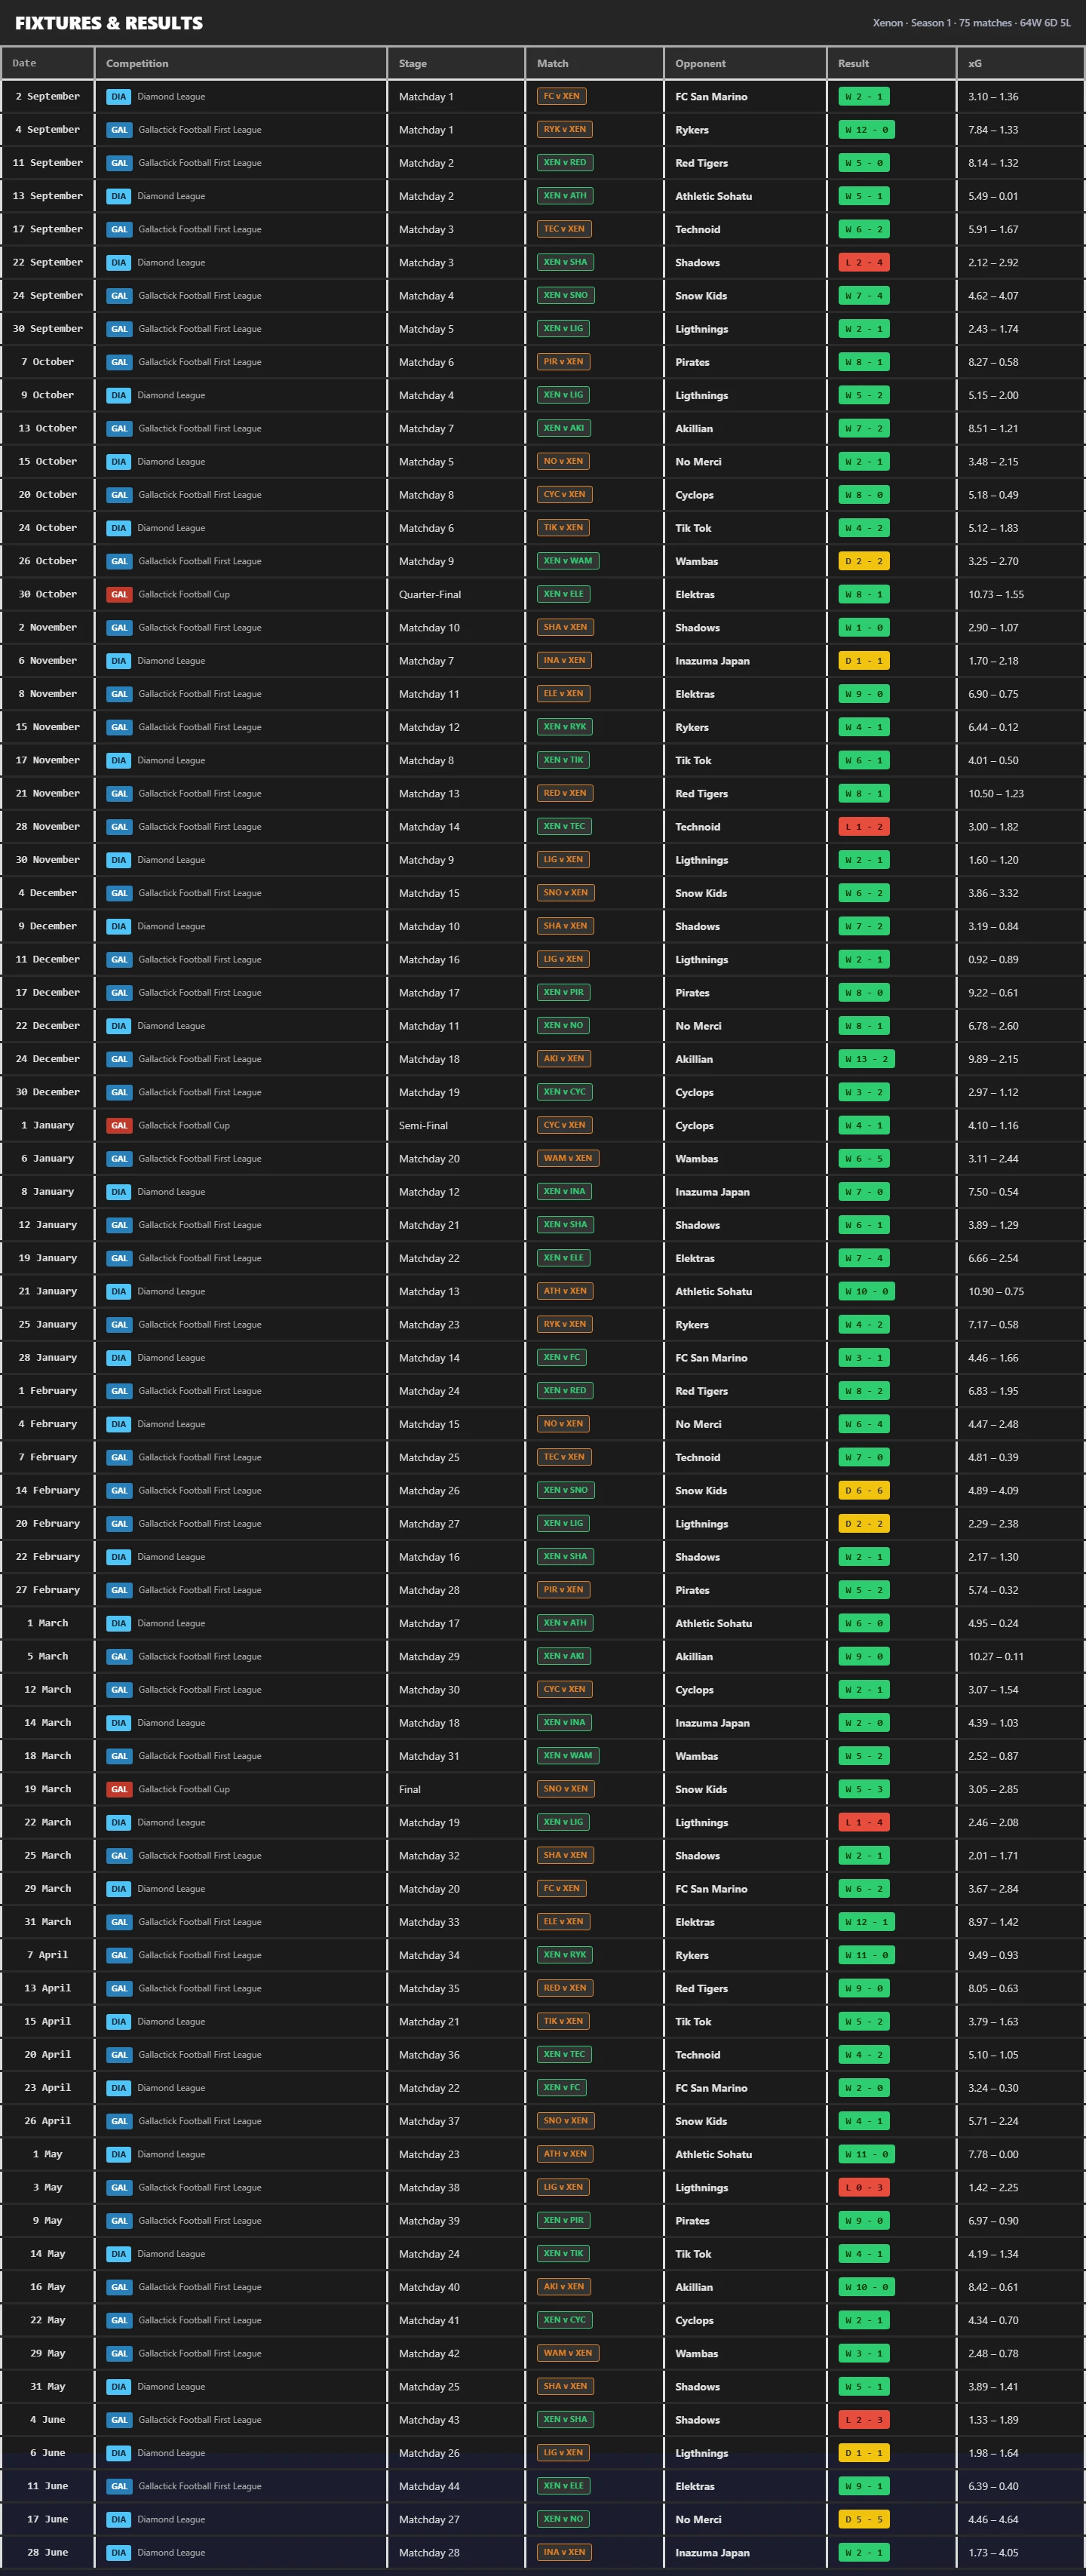 FIXTURES & RESULTS Xenon · Season 1 · 75 matches · 64W 6D 5L
Date Competition Stage Match Opponent Result xG
2 September DIA Diamond League Matchday 1 FC v XEN FC San Marino W 2 - 1 3.10 – 1.36
4 September GAL Gallactick Football First League Matchday 1 RYK v XEN Rykers W 12 - 0 7.84 – 1.33
11 September GAL Gallactick Football First League Matchday 2 XEN v RED Red Tigers W 5 - 0 8.14 – 1.32
13 September DIA Diamond League Matchday 2 XEN v ATH Athletic Sohatu W 5 - 1 5.49 – 0.01
17 September GAL Gallactick Football First League Matchday 3 TEC v XEN Technoid W 6 - 2 5.91 – 1.67
22 September DIA Diamond League Matchday 3 XEN v SHA Shadows L 2 - 4 2.12 – 2.92
24 September GAL Gallactick Football First League Matchday 4 XEN v SNO Snow Kids W 7 - 4 4.62 – 4.07
30 September GAL Gallactick Football First League Matchday 5 XEN v LIG Ligthnings W 2 - 1 2.43 – 1.74
7 October GAL Gallactick Football First League Matchday 6 PIR v XEN Pirates W 8 - 1 8.27 – 0.58
9 October DIA Diamond League Matchday 4 XEN v LIG Ligthnings W 5 - 2 5.15 – 2.00
13 October GAL Gallactick Football First League Matchday 7 XEN v AKI Akillian W 7 - 2 8.51 – 1.21
15 October DIA Diamond League Matchday 5 NO v XEN No Merci W 2 - 1 3.48 – 2.15
20 October GAL Gallactick Football First League Matchday 8 CYC v XEN Cyclops W 8 - 0 5.18 – 0.49
24 October DIA Diamond League Matchday 6 TIK v XEN Tik Tok W 4 - 2 5.12 – 1.83
26 October GAL Gallactick Football First League Matchday 9 XEN v WAM Wambas D 2 - 2 3.25 – 2.70
30 October GAL Gallactick Football Cup Quarter-Final XEN v ELE Elektras W 8 - 1 10.73 – 1.55
2 November GAL Gallactick Football First League Matchday 10 SHA v XEN Shadows W 1 - 0 2.90 – 1.07
6 November DIA Diamond League Matchday 7 INA v XEN Inazuma Japan D 1 - 1 1.70 – 2.18
8 November GAL Gallactick Football First League Matchday 11 ELE v XEN Elektras W 9 - 0 6.90 – 0.75
15 November GAL Gallactick Football First League Matchday 12 XEN v RYK Rykers W 4 - 1 6.44 – 0.12
17 November DIA Diamond League Matchday 8 XEN v TIK Tik Tok W 6 - 1 4.01 – 0.50
21 November GAL Gallactick Football First League Matchday 13 RED v XEN Red Tigers W 8 - 1 10.50 – 1.23
28 November GAL Gallactick Football First League Matchday 14 XEN v TEC Technoid L 1 - 2 3.00 – 1.82
30 November DIA Diamond League Matchday 9 LIG v XEN Ligthnings W 2 - 1 1.60 – 1.20
4 December GAL Gallactick Football First League Matchday 15 SNO v XEN Snow Kids W 6 - 2 3.86 – 3.32
9 December DIA Diamond League Matchday 10 SHA v XEN Shadows W 7 - 2 3.19 – 0.84
11 December GAL Gallactick Football First League Matchday 16 LIG v XEN Ligthnings W 2 - 1 0.92 – 0.89
17 December GAL Gallactick Football First League Matchday 17 XEN v PIR Pirates W 8 - 0 9.22 – 0.61
22 December DIA Diamond League Matchday 11 XEN v NO No Merci W 8 - 1 6.78 – 2.60
24 December GAL Gallactick Football First League Matchday 18 AKI v XEN Akillian W 13 - 2 9.89 – 2.15
30 December GAL Gallactick Football First League Matchday 19 XEN v CYC Cyclops W 3 - 2 2.97 – 1.12
1 January GAL Gallactick Football Cup Semi-Final CYC v XEN Cyclops W 4 - 1 4.10 – 1.16
6 January GAL Gallactick Football First League Matchday 20 WAM v XEN Wambas W 6 - 5 3.11 – 2.44
8 January DIA Diamond League Matchday 12 XEN v INA Inazuma Japan W 7 - 0 7.50 – 0.54
12 January GAL Gallactick Football First League Matchday 21 XEN v SHA Shadows W 6 - 1 3.89 – 1.29
19 January GAL Gallactick Football First League Matchday 22 XEN v ELE Elektras W 7 - 4 6.66 – 2.54
21 January DIA Diamond League Matchday 13 ATH v XEN Athletic Sohatu W 10 - 0 10.90 – 0.75
25 January GAL Gallactick Football First League Matchday 23 RYK v XEN Rykers W 4 - 2 7.17 – 0.58
28 January DIA Diamond League Matchday 14 XEN v FC FC San Marino W 3 - 1 4.46 – 1.66
1 February GAL Gallactick Football First League Matchday 24 XEN v RED Red Tigers W 8 - 2 6.83 – 1.95
4 February DIA Diamond League Matchday 15 NO v XEN No Merci W 6 - 4 4.47 – 2.48
7 February GAL Gallactick Football First League Matchday 25 TEC v XEN Technoid W 7 - 0 4.81 – 0.39
14 February GAL Gallactick Football First League Matchday 26 XEN v SNO Snow Kids D 6 - 6 4.89 – 4.09
20 February GAL Gallactick Football First League Matchday 27 XEN v LIG Ligthnings D 2 - 2 2.29 – 2.38
22 February DIA Diamond League Matchday 16 XEN v SHA Shadows W 2 - 1 2.17 – 1.30
27 February GAL Gallactick Football First League Matchday 28 PIR v XEN Pirates W 5 - 2 5.74 – 0.32
1 March DIA Diamond League Matchday 17 XEN v ATH Athletic Sohatu W 6 - 0 4.95 – 0.24
5 March GAL Gallactick Football First League Matchday 29 XEN v AKI Akillian W 9 - 0 10.27 – 0.11
12 March GAL Gallactick Football First League Matchday 30 CYC v XEN Cyclops W 2 - 1 3.07 – 1.54
14 March DIA Diamond League Matchday 18 XEN v INA Inazuma Japan W 2 - 0 4.39 – 1.03
18 March GAL Gallactick Football First League Matchday 31 XEN v WAM Wambas W 5 - 2 2.52 – 0.87
19 March GAL Gallactick Football Cup Final SNO v XEN Snow Kids W 5 - 3 3.05 – 2.85
22 March DIA Diamond League Matchday 19 XEN v LIG Ligthnings L 1 - 4 2.46 – 2.08
25 March GAL Gallactick Football First League Matchday 32 SHA v XEN Shadows W 2 - 1 2.01 – 1.71
29 March DIA Diamond League Matchday 20 FC v XEN FC San Marino W 6 - 2 3.67 – 2.84
31 March GAL Gallactick Football First League Matchday 33 ELE v XEN Elektras W 12 - 1 8.97 – 1.42
7 April GAL Gallactick Football First League Matchday 34 XEN v RYK Rykers W 11 - 0 9.49 – 0.93
13 April GAL Gallactick Football First League Matchday 35 RED v XEN Red Tigers W 9 - 0 8.05 – 0.63
15 April DIA Diamond League Matchday 21 TIK v XEN Tik Tok W 5 - 2 3.79 – 1.63
20 April GAL Gallactick Football First League Matchday 36 XEN v TEC Technoid W 4 - 2 5.10 – 1.05
23 April DIA Diamond League Matchday 22 XEN v FC FC San Marino W 2 - 0 3.24 – 0.30
26 April GAL Gallactick Football First League Matchday 37 SNO v XEN Snow Kids W 4 - 1 5.71 – 2.24
1 May DIA Diamond League Matchday 23 ATH v XEN Athletic Sohatu W 11 - 0 7.78 – 0.00
3 May GAL Gallactick Football First League Matchday 38 LIG v XEN Ligthnings L 0 - 3 1.42 – 2.25
9 May GAL Gallactick Football First League Matchday 39 XEN v PIR Pirates W 9 - 0 6.97 – 0.90
14 May DIA Diamond League Matchday 24 XEN v TIK Tik Tok W 4 - 1 4.19 – 1.34
16 May GAL Gallactick Football First League Matchday 40 AKI v XEN Akillian W 10 - 0 8.42 – 0.61
22 May GAL Gallactick Football First League Matchday 41 XEN v CYC Cyclops W 2 - 1 4.34 – 0.70
29 May GAL Gallactick Football First League Matchday 42 WAM v XEN Wambas W 3 - 1 2.48 – 0.78
31 May DIA Diamond League Matchday 25 SHA v XEN Shadows W 5 - 1 3.89 – 1.41
4 June GAL Gallactick Football First League Matchday 43 XEN v SHA Shadows L 2 - 3 1.33 – 1.89
6 June DIA Diamond League Matchday 26 LIG v XEN Ligthnings D 1 - 1 1.98 – 1.64
11 June GAL Gallactick Football First League Matchday 44 XEN v ELE Elektras W 9 - 1 6.39 – 0.40
17 June DIA Diamond League Matchday 27 XEN v NO No Merci D 5 - 5 4.46 – 4.64
28 June DIA Diamond League Matchday 28 INA v XEN Inazuma Japan W 2 - 1 1.73 – 4.05